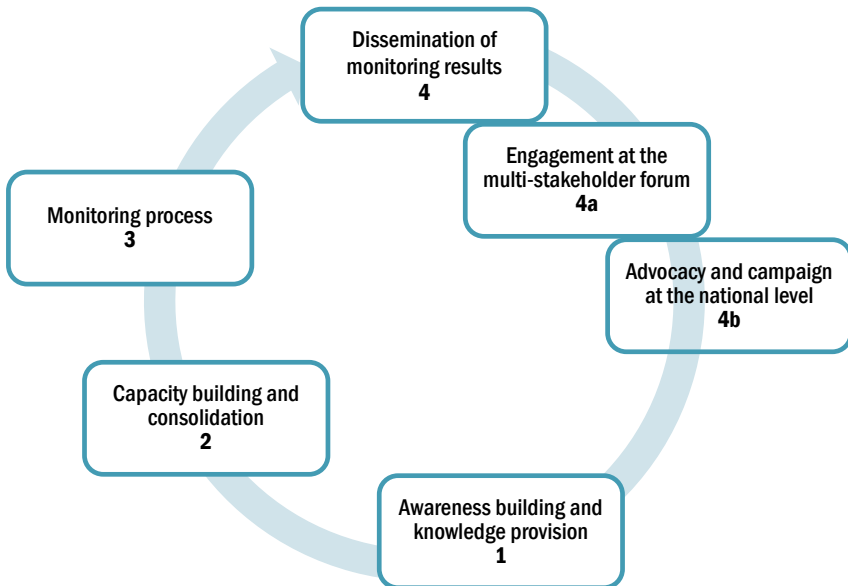 Dissemination of
monitoring results
4
Engagement at the
multi-stakeholder forum
4a
Monitoring process
3
Advocacy and campaign
at the national level
4b
Capacity building and
consolidation
2
Awareness building and
knowledge provision
1